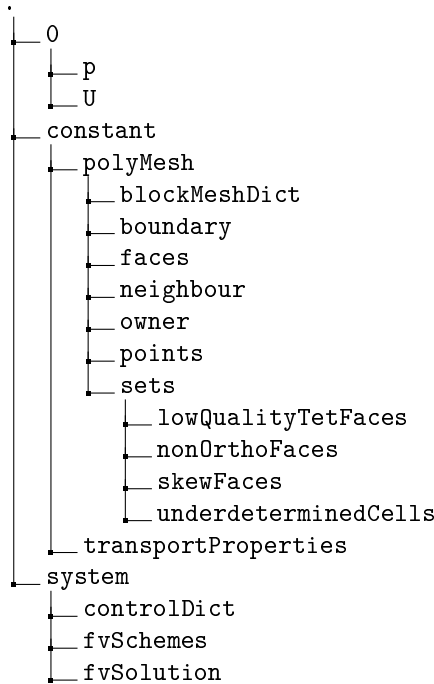 .
0
p
U
constant
polyMesh
blockMeshDict
boundary
faces
neighbour
owner
points
sets
lowQualityTetFaces
nonOrthoFaces
skewFaces
underdeterminedCells
transportProperties
system
controlDict
fvSchemes
fvSolution